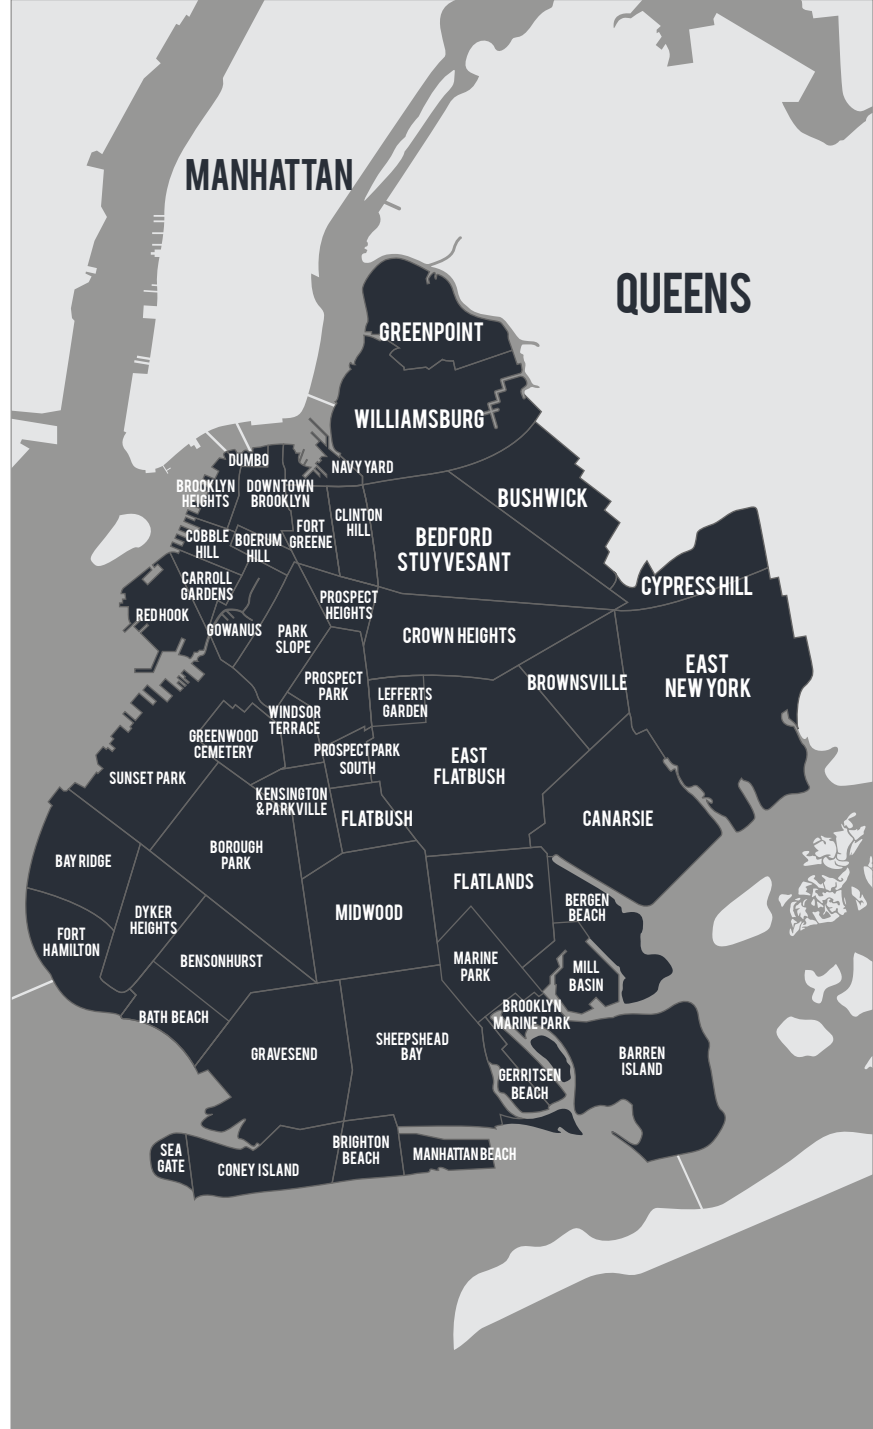 MANHATTAN
QUEENS
GREENPOINT
WILLIAMSBURG
DUMBO
NAVY YARD
BROOKLYN
HEIGHTS
DOWNTOWN
BROOKLYN
BUSHWICK
CLINTON
HILL
FORT
GREENE
BEDFORD
STUYVESANT
COBBLE
HILL
BOERUM
HILL
CARROLL
GARDENS
CYPRESS HILL
PROSPECT
HEIGHTS
RED HOOK
GOWANUS
PARK
SLOPE
CROWN HEIGHTS
EAST
NEW YORK
PROSPECT
PARK
BROWNSVILLE
LEFFERTS
GARDEN
WINDSOR
TERRACE
GREENWOOD
CEMETERY
PROSPECT PARK
SOUTH
EAST
FLATBUSH
SUNSET PARK
KENSINGTON
& PARKVILLE
FLATBUSH
CANARSIE
BAY RIDGE
BOROUGH
PARK
FLATLANDS
BERGEN
BEACH
DYKER
HEIGHTS
MIDWOOD
FORT
HAMILTON
BENSONHURST
MARINE
PARK
MILL
BASIN
BATH BEACH
BROOKLYN
MARINE PARK
GRAVESEND
SHEEPSHEAD
BAY
BARREN
ISLAND
GERRITSEN
BEACH
SEA
GATE
CONEY ISLAND
BRIGHTON
BEACH
MANHATTAN BEACH